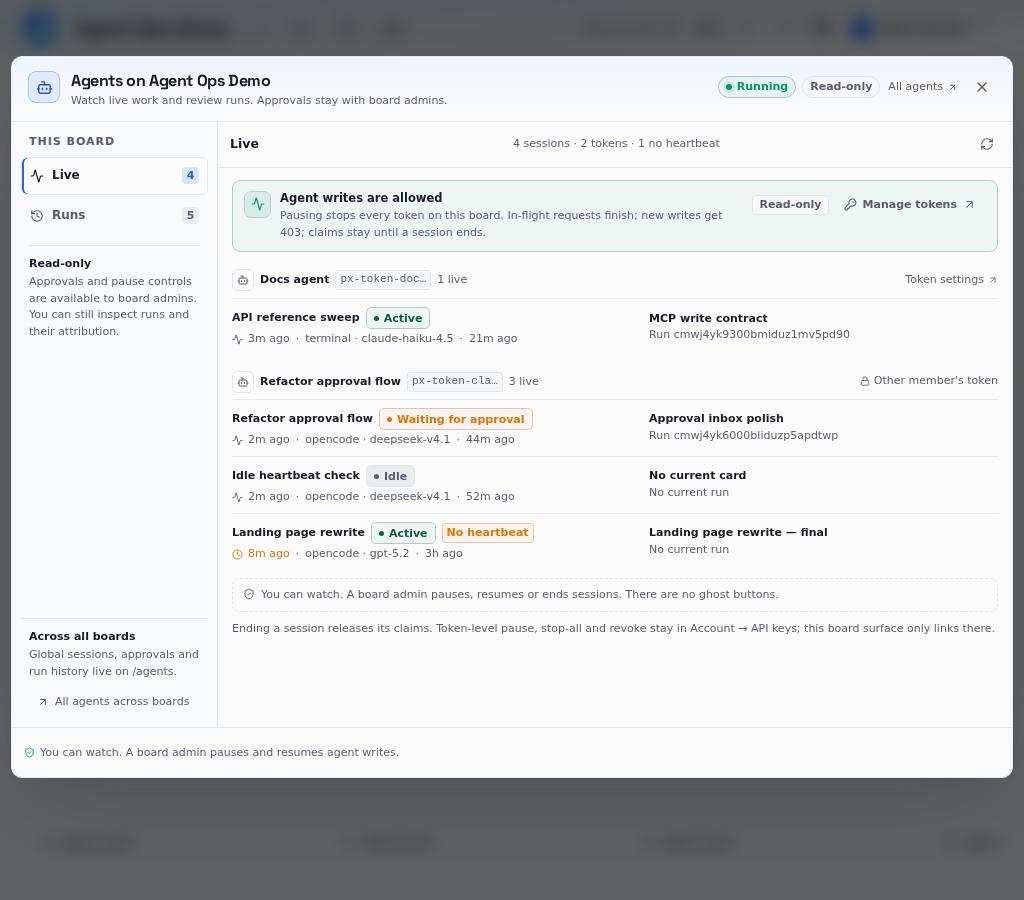 Agents on Agent Ops Demo
Watch live work and review runs. Approvals stay with board admins.
Running
Read-only
All agents
THIS BOARD
Live
4
Runs
5
Read-only
Approvals and pause controls
are available to board admins.
You can still inspect runs and
their attribution.
Across all boards
Global sessions, approvals and
run history live on /agents.
All agents across boards
Live
4 sessions · 2 tokens · 1 no heartbeat
Agent writes are allowed
Pausing stops every token on this board. In-flight requests finish; new writes get
403; claims stay until a session ends.
Read-only
Manage tokens
Docs agent px-token-doc… 1 live
Token settings
API reference sweep Active
3m ago · terminal · claude-haiku-4.5 · 21m ago
MCP write contract
Run cmwj4yk9300bmiduz1mv5pd90
Refactor approval flow px-token-cla… 3 live
Other member's token
Refactor approval flow Waiting for approval
2m ago · opencode · deepseek-v4.1 · 44m ago
Approval inbox polish
Run cmwj4yk6000bliduzp5apdtwp
Idle heartbeat check Idle
2m ago · opencode · deepseek-v4.1 · 52m ago
No current card
No current run
Landing page rewrite Active No heartbeat
8m ago · opencode · gpt-5.2 · 3h ago
Landing page rewrite — final
No current run
You can watch. A board admin pauses, resumes or ends sessions. There are no ghost buttons.
Ending a session releases its claims. Token-level pause, stop-all and revoke stay in Account → API keys; this board surface only links there.
You can watch. A board admin pauses and resumes agent writes.